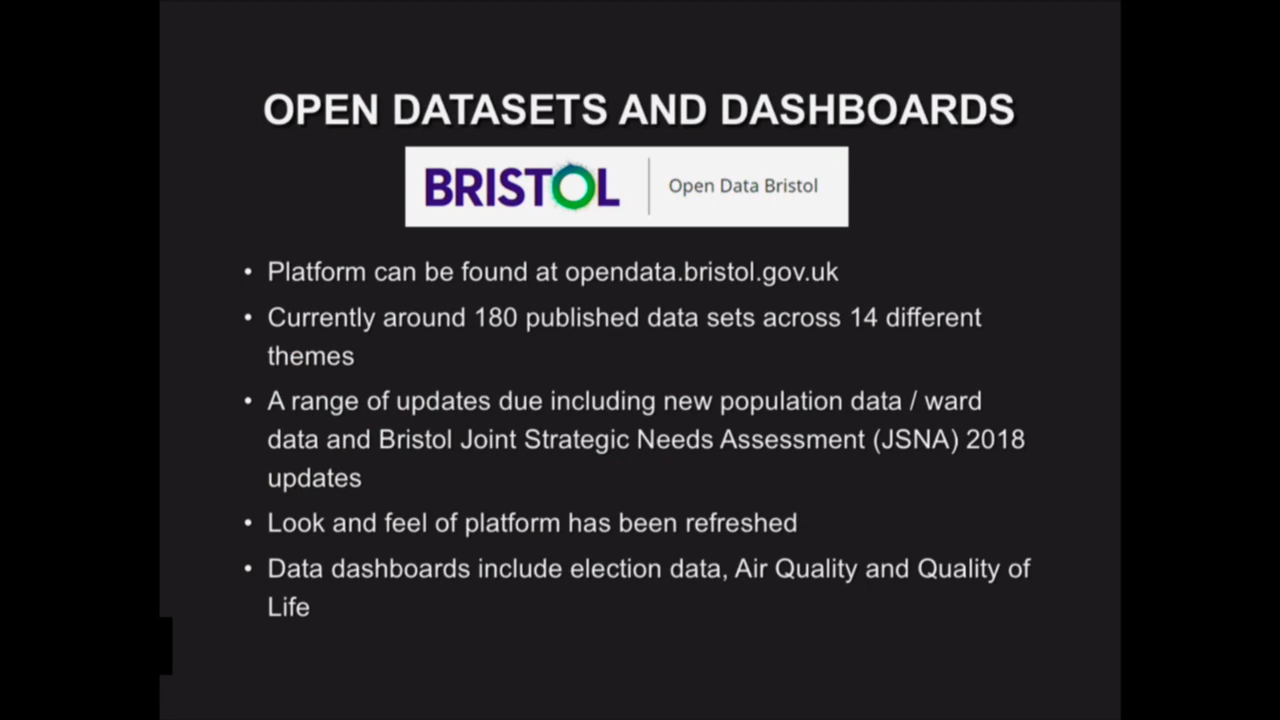 OPEN DATASETS AND DASHBOARDS
BRISTOL
Open Data Bristol
• Platform can be found at opendata.bristol.gov.uk
• Currently around 180 published data sets across 14 different
themes
• A range of updates due including new population data / ward
data and Bristol Joint Strategic Needs Assessment (JSNA) 2018
updates
• Look and feel of platform has been refreshed
• Data dashboards include election data, Air Quality and Quality of
Life